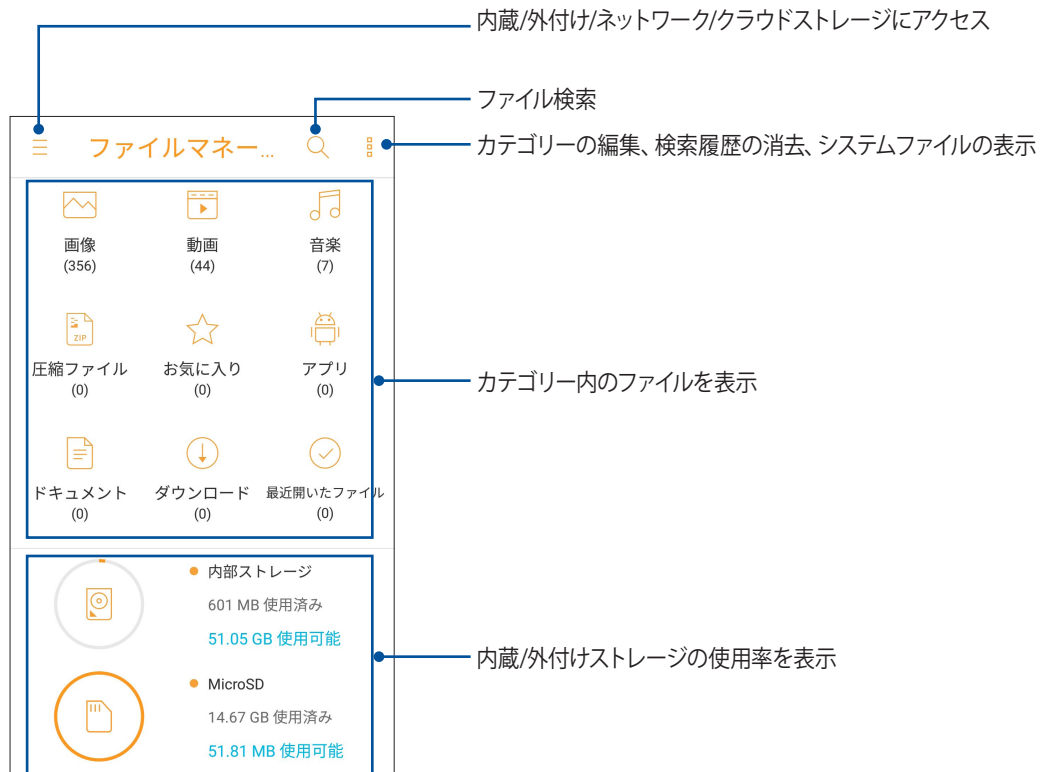 内蔵/外付け/ネットワーク/クラウドストレージにアクセス
ファイル検索
カテゴリーの編集、検索履歴の消去、システムファイルの表示
ファイルマネー...
画像
(356)
動画
(44)
音楽
(7)
ZIP
圧縮ファイル
(0)
お気に入り
(0)
アプリ
(0)
カテゴリー内のファイルを表示
ドキュメント
(0)
ダウンロード
(0)
最近開いたファイル
(0)
内部ストレージ
601 MB 使用済み
51.05 GB 使用可能
内蔵/外付けストレージの使用率を表示
MicroSD
14.67 GB 使用済み
51.81 MB 使用可能